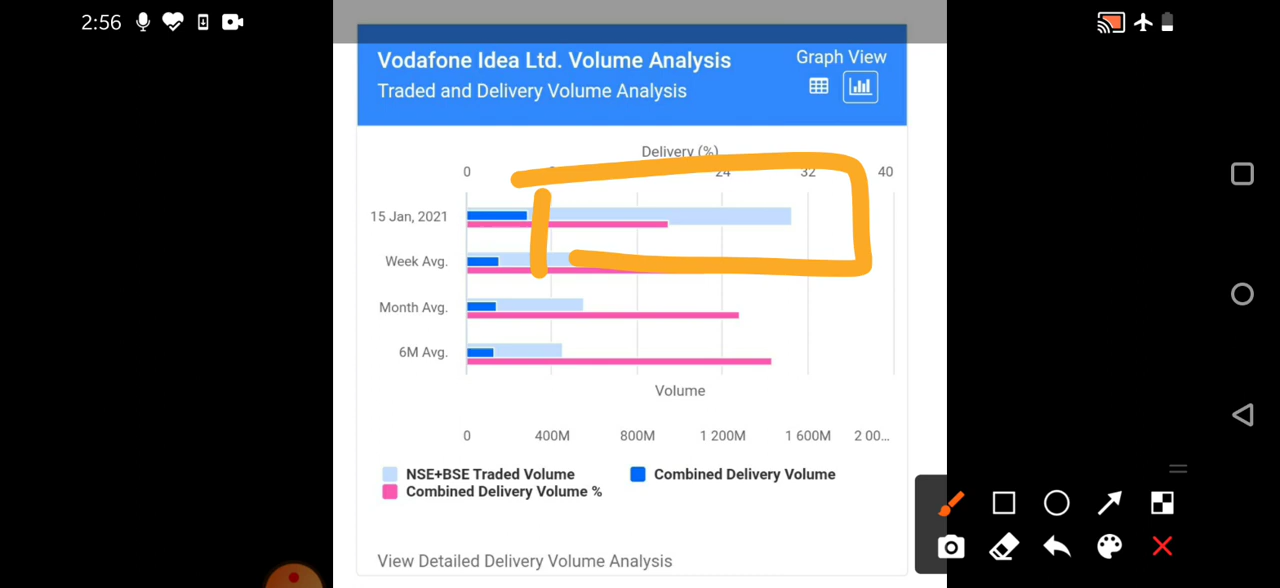 2:56
Vodafone Idea Ltd. Volume Analysis
Graph View
Traded and Delivery Volume Analysis
Delivery (%)
0 24 32 40
15 Jan, 2021
Week Avg.
Month Avg.
6M Avg.
Volume
0 400M 800M 1 200M 1 600M 2 00...
NSE+BSE Traded Volume
Combined Delivery Volume
Combined Delivery Volume %
View Detailed Delivery Volume Analysis